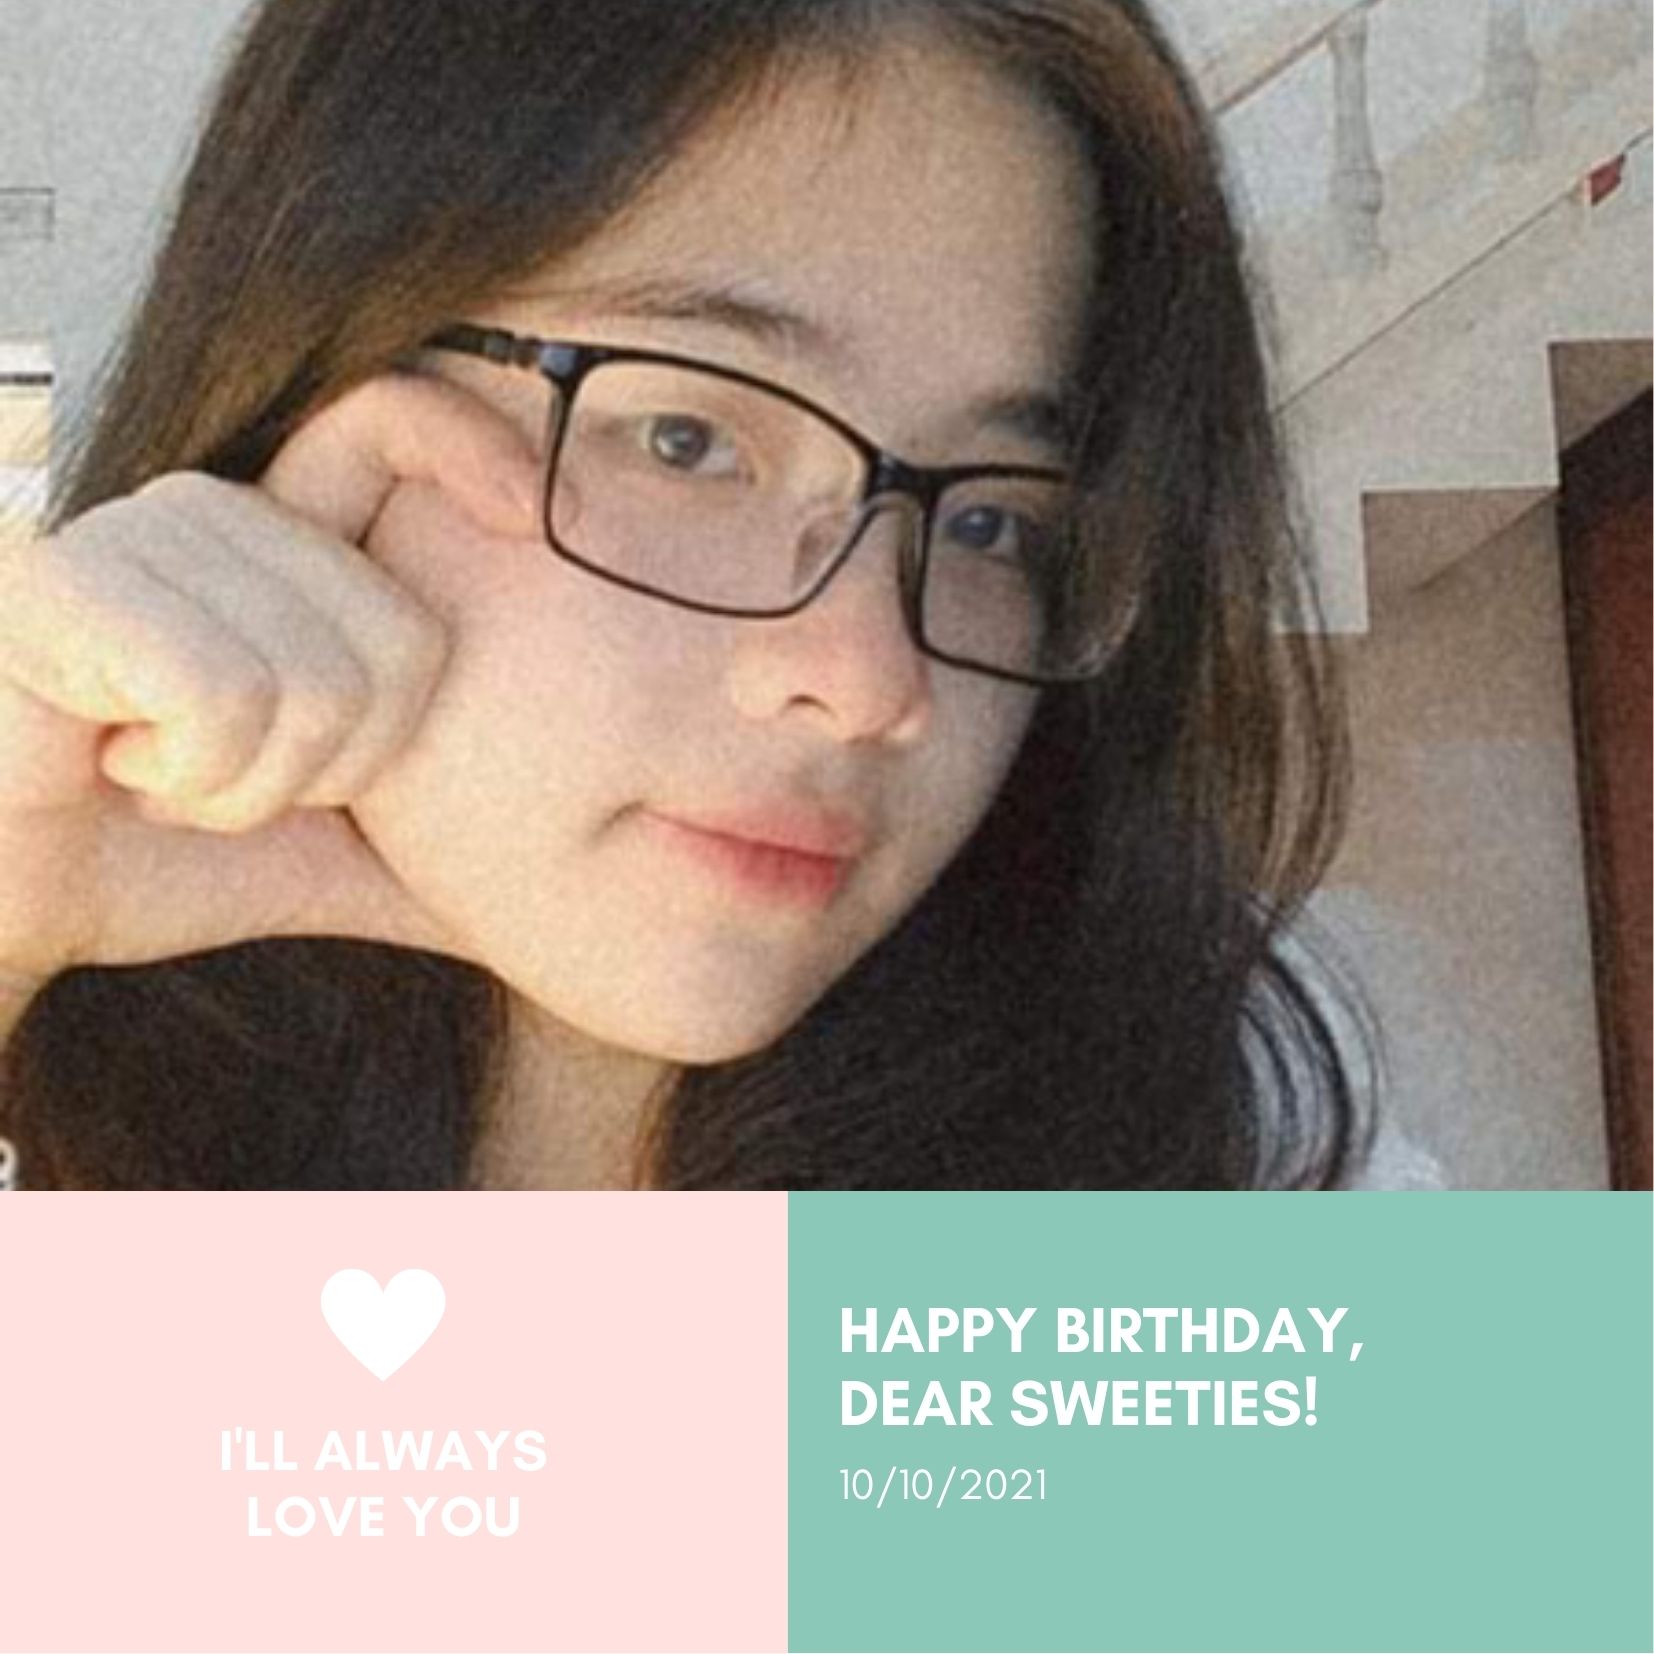 I'LL ALWAYS
LOVE YOU
HAPPY BIRTHDAY,
DEAR SWEETIES!
10/10/2021